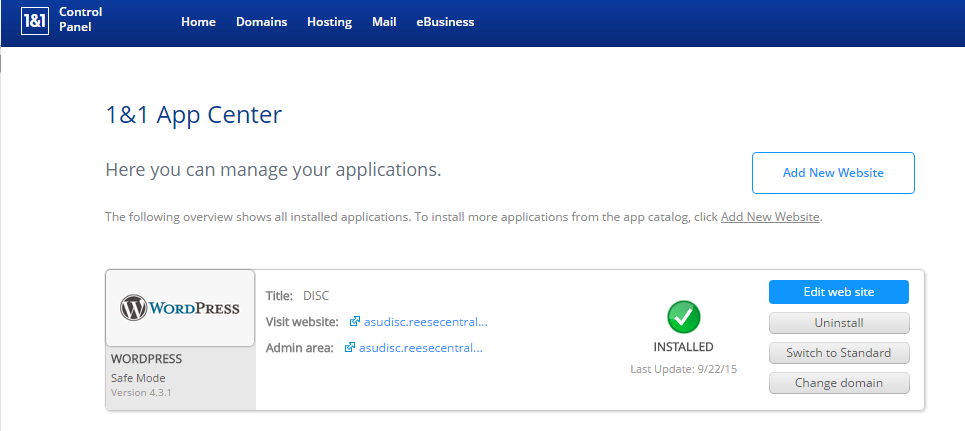 1&1 Control Panel
Home Domains Hosting Mail eBusiness
1&1 App Center
Here you can manage your applications.
Add New Website
The following overview shows all installed applications. To install more applications from the app catalog, click Add New Website.
WORDPRESS
WORDPRESS
Safe Mode
Version 4.3.1
Title: DISC
Visit website: asudisc.reesecentral...
Admin area: asudisc.reesecentral...
INSTALLED
Last Update: 9/22/15
Edit web site
Uninstall
Switch to Standard
Change domain